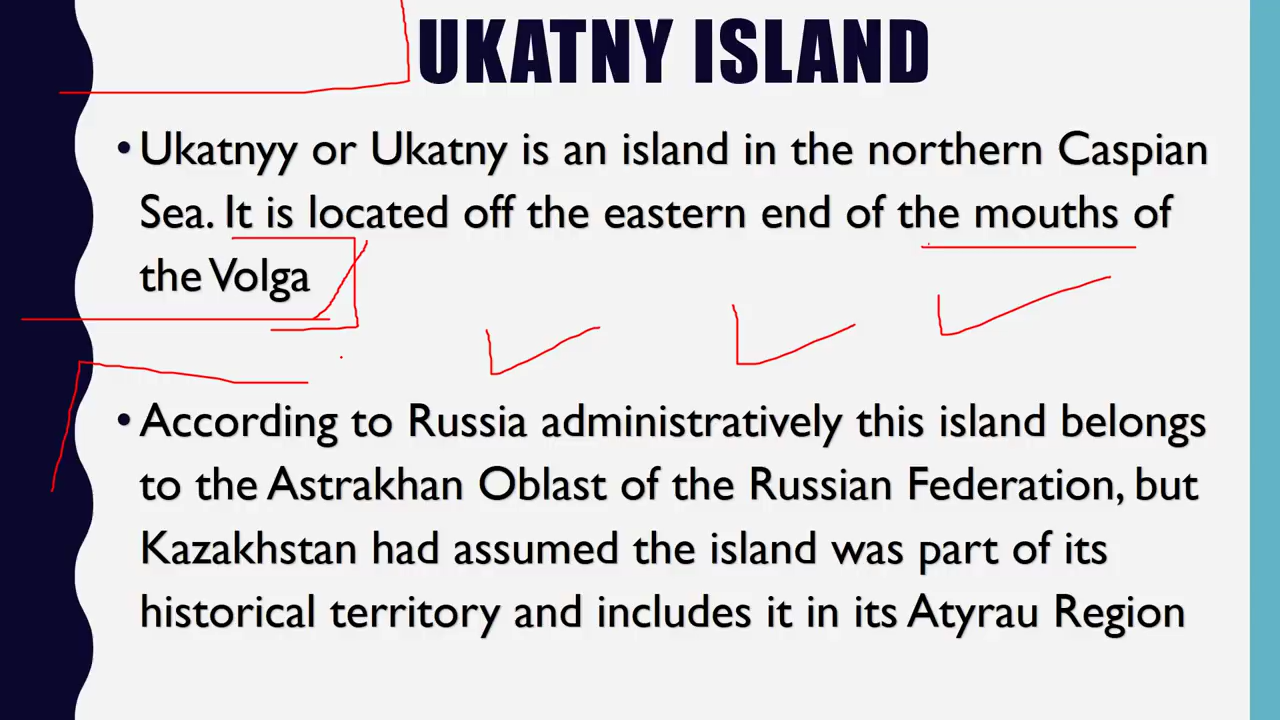 UKATNY ISLAND
•Ukatnyy or Ukatny is an island in the northern Caspian
Sea. It is located off the eastern end of the mouths of
the Volga
•According to Russia administratively this island belongs
to the Astrakhan Oblast of the Russian Federation, but
Kazakhstan had assumed the island was part of its
historical territory and includes it in its Atyrau Region